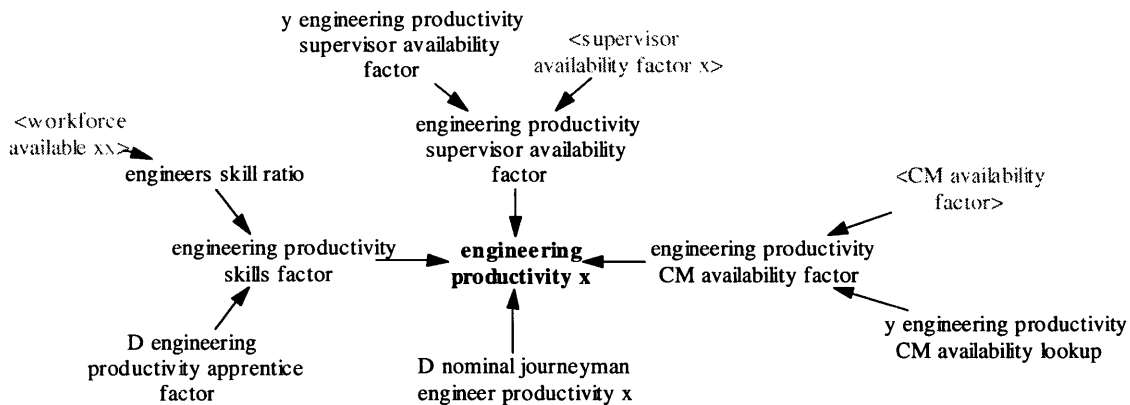 y engineering productivity
supervisor availability
factor
<supervisor
availability factor x>
<workforce
available xx>
engineers skill ratio
engineering productivity
supervisor availability
factor
<CM availability
factor>
engineering productivity
skills factor
engineering
productivity x
engineering productivity
CM availability factor
D engineering
productivity apprentice
factor
D nominal journeyman
engineer productivity x
y engineering productivity
CM availability lookup